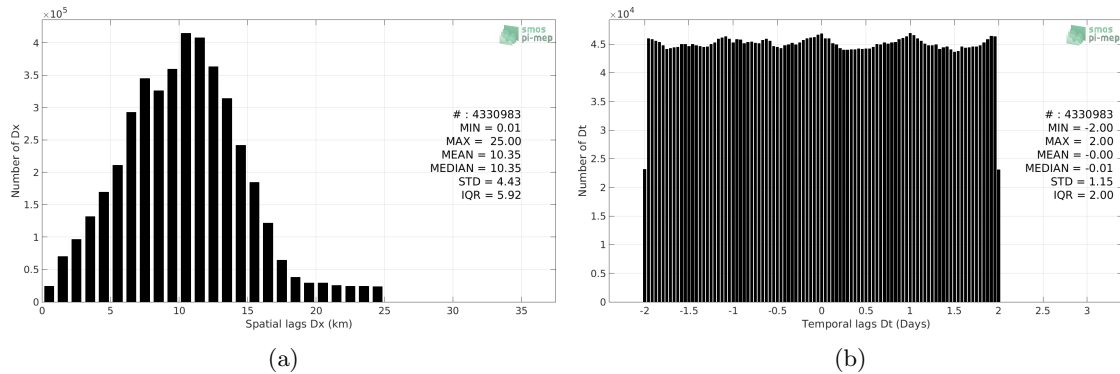 ×10⁵
4
3.5
3
2.5
2
1.5
1
0.5
0
Number of Dx
smos
pi-mep
# : 4330983
MIN = 0.01
MAX = 25.00
MEAN = 10.35
MEDIAN = 10.35
STD = 4.43
IQR = 5.92
0 5 10 15 20 25 30 35
Spatial lags Dx (km)
(a)
×10⁴
4.5
4
3.5
3
2.5
2
1.5
1
0.5
0
Number of Dt
smos
pi-mep
# : 4330983
MIN = -2.00
MAX = 2.00
MEAN = -0.00
MEDIAN = -0.01
STD = 1.15
IQR = 2.00
-2 -1.5 -1 -0.5 0 0.5 1 1.5 2 2.5 3
Temporal lags Dt (Days)
(b)